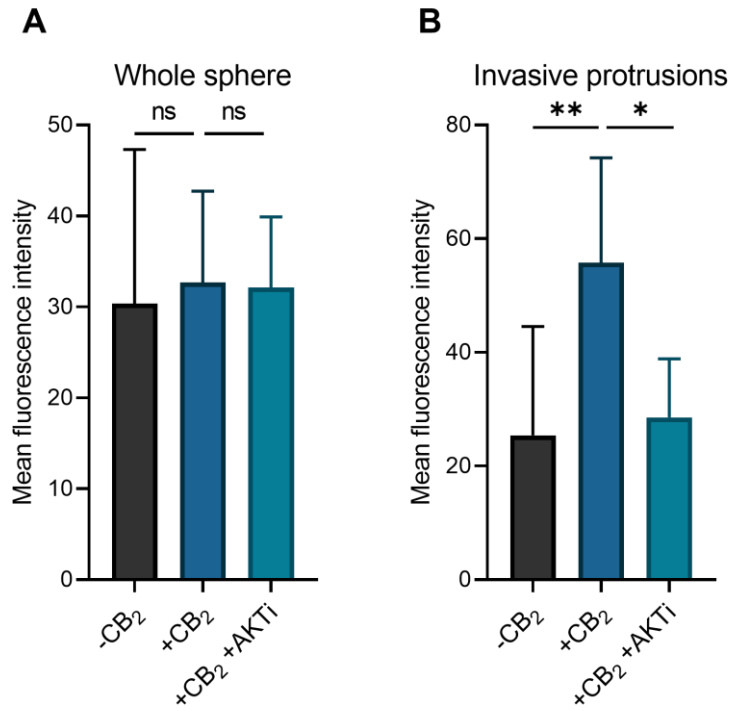 A
Whole sphere
ns ns
Mean fluorescence intensity
50
40
30
20
10
0
-CB₂
+CB₂
+CB₂ +AKTi
B
Invasive protrusions
** *
Mean fluorescence intensity
80
60
40
20
0
-CB₂
+CB₂
+CB₂ +AKTi